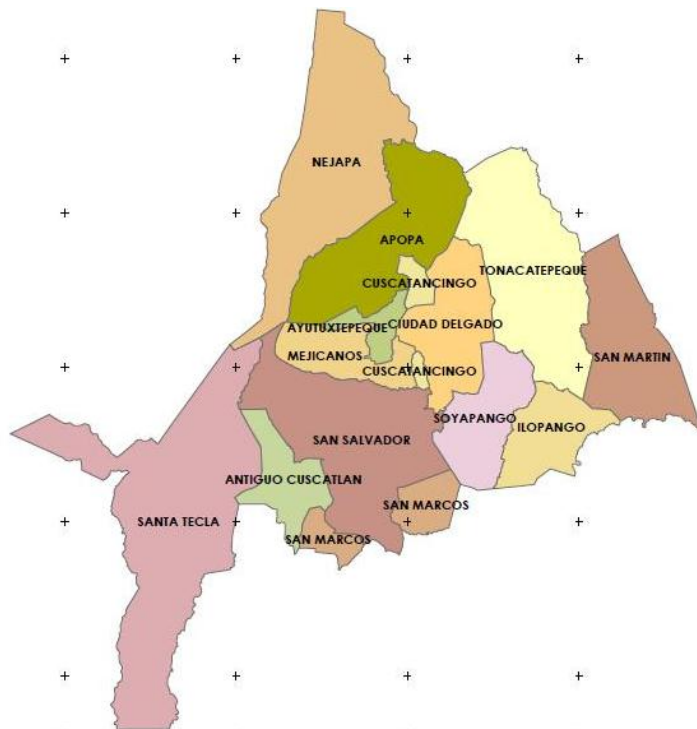 NEJAPA
APOPA
TONACATEPEQUE
CUSCATANCINGO
AYUTUXTEPEQUE
CIUDAD DELGADO
MEJICANOS
SAN MARTIN
CUSCATANCINGO
SOYAPANGO
ILOPANGO
SAN SALVADOR
ANTIGUO CUSCATLAN
SAN MARCOS
SANTA TECLA
SAN MARCOS